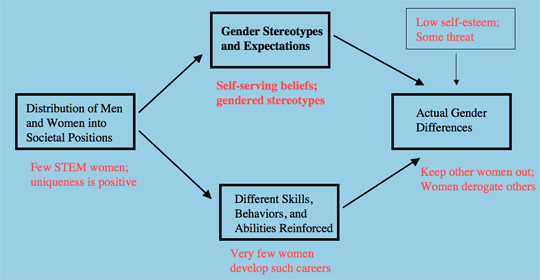 Gender Stereotypes
and Expectations
Self-serving beliefs;
gendered stereotypes
Low self-esteem;
Some threat
Distribution of Men
and Women into
Societal Positions
Few STEM women;
uniqueness is positive
Actual Gender
Differences
Keep other women out;
Women derogate others
Different Skills,
Behaviors, and
Abilities Reinforced
Very few women
develop such careers